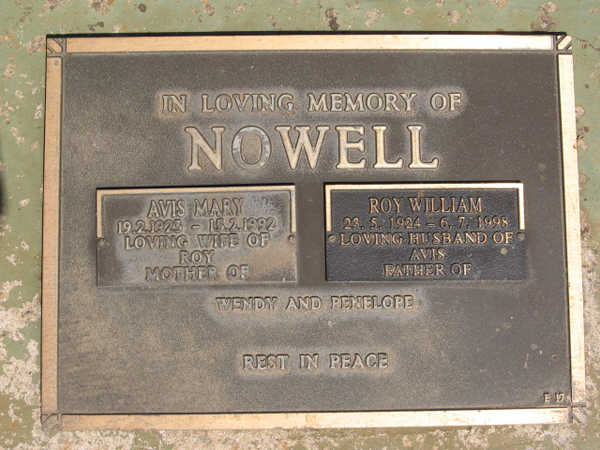 IN LOVING MEMORY OF
NOWELL
AVIS MARY
19.2.1923 - 15.2.1992
LOVING WIFE OF
ROY
MOTHER OF
ROY WILLIAM
23. 5. 1924 - 6. 7. 1998
LOVING HUSBAND OF
AVIS
FATHER OF
WENDY AND PENELOPE
REST IN PEACE
E 17